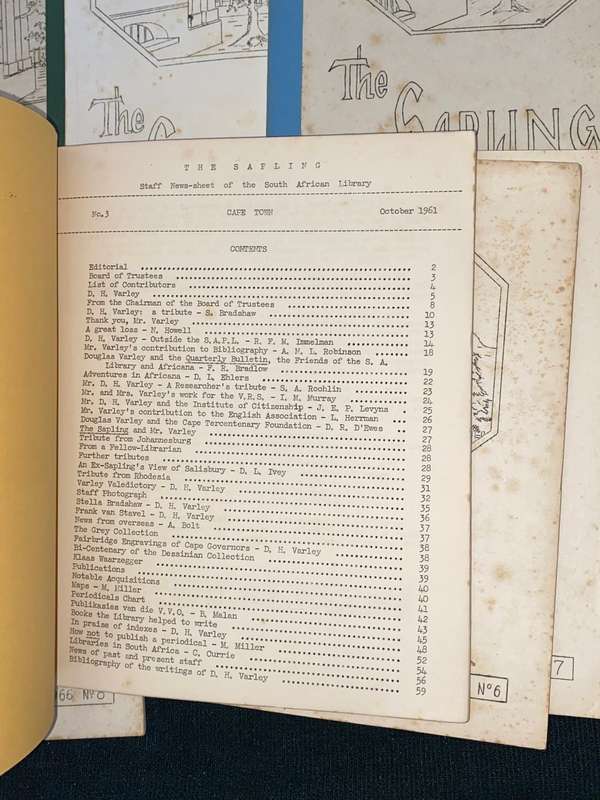 The
The
SAPLING
THE SAPLING
Staff News-sheet of the South African Library
No.3 CAPE TOWN October 1961
CONTENTS
Editorial 2
Board of Trustees 3
List of Contributors 4
D. H. Varley 5
From the Chairman of the Board of Trustees 8
D. H. Varley: a tribute - S. Bradshaw 10
Thank you, Mr. Varley 13
A great loss - N. Howell 13
D. H. Varley - Outside the S.A.P.L. - R. F. M. Immelman 14
Mr. Varley's contribution to Bibliography - A. M. L. Robinson 18
Douglas Varley and the Quarterly Bulletin, the Friends of the S. A.
Library and Africana - F. R. Bradlow 19
Adventures in Africana - D. L. Ehlers 22
Mr. D. H. Varley - A Researcher's tribute - S. A. Rochlin 23
Mr. and Mrs. Varley's work for the V.R.S. - I. M. Murray 24
Mr. D. H. Varley and the Institute of Citizenship - J. E. P. Levyns 25
Mr. Varley's contribution to the English Association - L. Herrman 26
Douglas Varley and the Cape Tercentenary Foundation - D. R. D'Ewes 27
The Sapling and Mr. Varley 27
Tribute from Johannesburg 28
From a Fellow-Librarian 28
Further tributes 28
An Ex-Sapling's View of Salisbury - D. L. Ivey 29
Tribute from Rhodesia 31
Varley Valedictory - D. H. Varley 32
Staff Photograph 35
Stella Bradshaw - D. H. Varley 36
Frank van Stavel - D. H. Varley 37
News from overseas - A. Bolt 37
The Grey Collection 38
Fairbridge Engravings of Cape Governors - D. H. Varley 38
Bi-Centenary of the Dessinian Collection 39
Klaas Waarzegger 39
Publications 40
Notable Acquisitions 40
Maps - M. Miller 41
Periodicals Chart 42
Publikasies van die V.V.O. - B. Malan 43
Books the Library helped to write 45
In praise of indexes - D. H. Varley 48
How not to publish a periodical - M. Miller 52
Libraries in South Africa - C. Currie 54
News of past and present staff 56
Bibliography of the writings of D. H. Varley 59
66 Nº 8
Nº 6
7